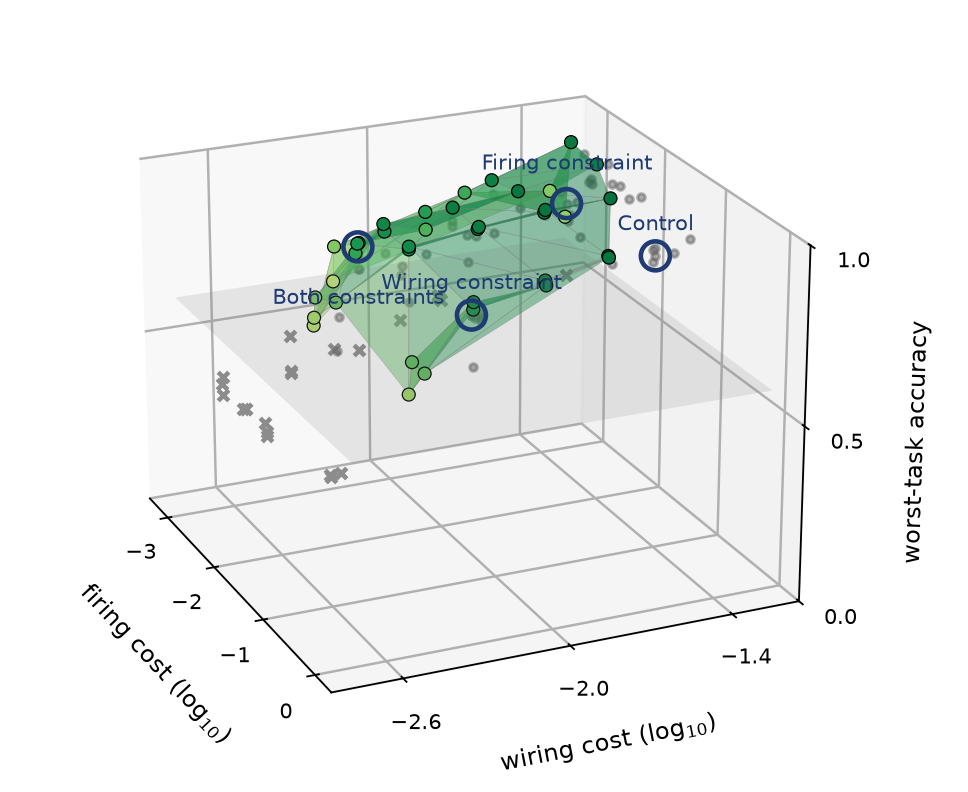 Firing constraint
Control
Wiring constraint
Both constraints
1.0
0.5
0.0
worst-task accuracy
−3
−2
−1
0
firing cost (log₁₀)
−2.6
−2.0
−1.4
wiring cost (log₁₀)